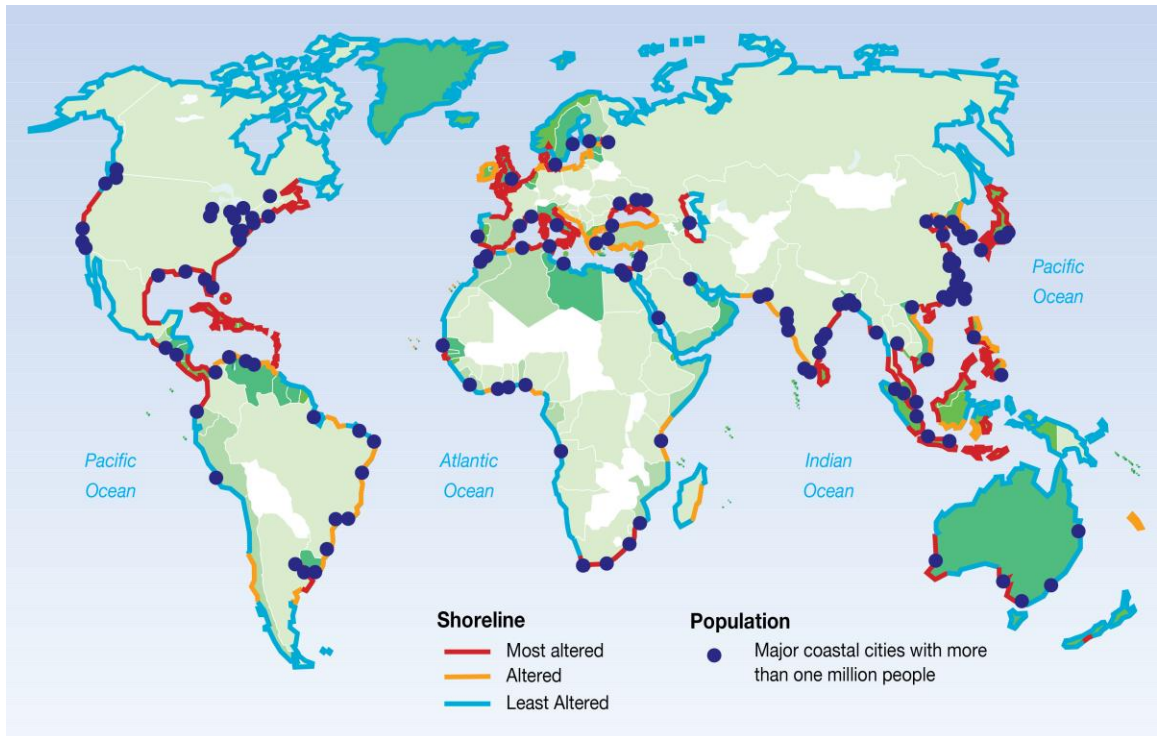 Pacific
Ocean
Pacific
Ocean
Atlantic
Ocean
Indian
Ocean
Shoreline
Most altered
Altered
Least Altered
Population
Major coastal cities with more
than one million people